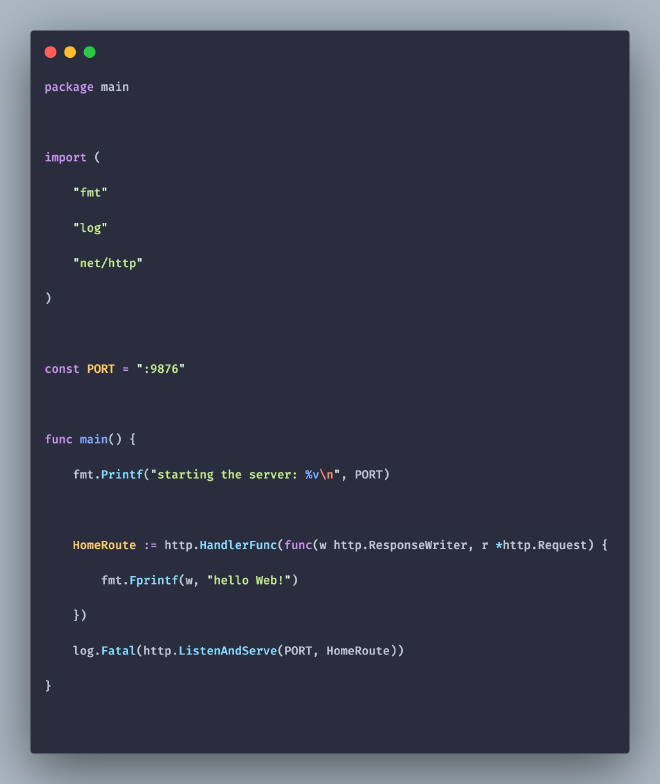 package main
import (
    "fmt"
    "log"
    "net/http"
)
const PORT = ":9876"
func main() {
    fmt.Printf("starting the server: %v\n", PORT)
    HomeRoute := http.HandlerFunc(func(w http.ResponseWriter, r *http.Request) {
        fmt.Fprintf(w, "hello Web!")
    })
    log.Fatal(http.ListenAndServe(PORT, HomeRoute))
}